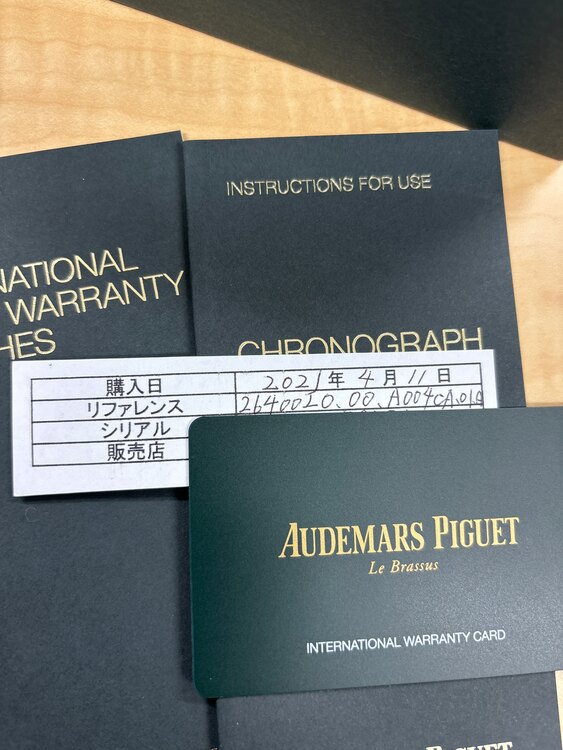 INSTRUCTIONS FOR USE
NATIONAL
WARRANTY
HES
CHRONOGRAPH
購入日 2021年 4月 11日
リファレンス 26400IO.00.A004CA.01.
シリアル
販売店
AUDEMARS PIGUET
Le Brassus
INTERNATIONAL WARRANTY CARD
PIGUET